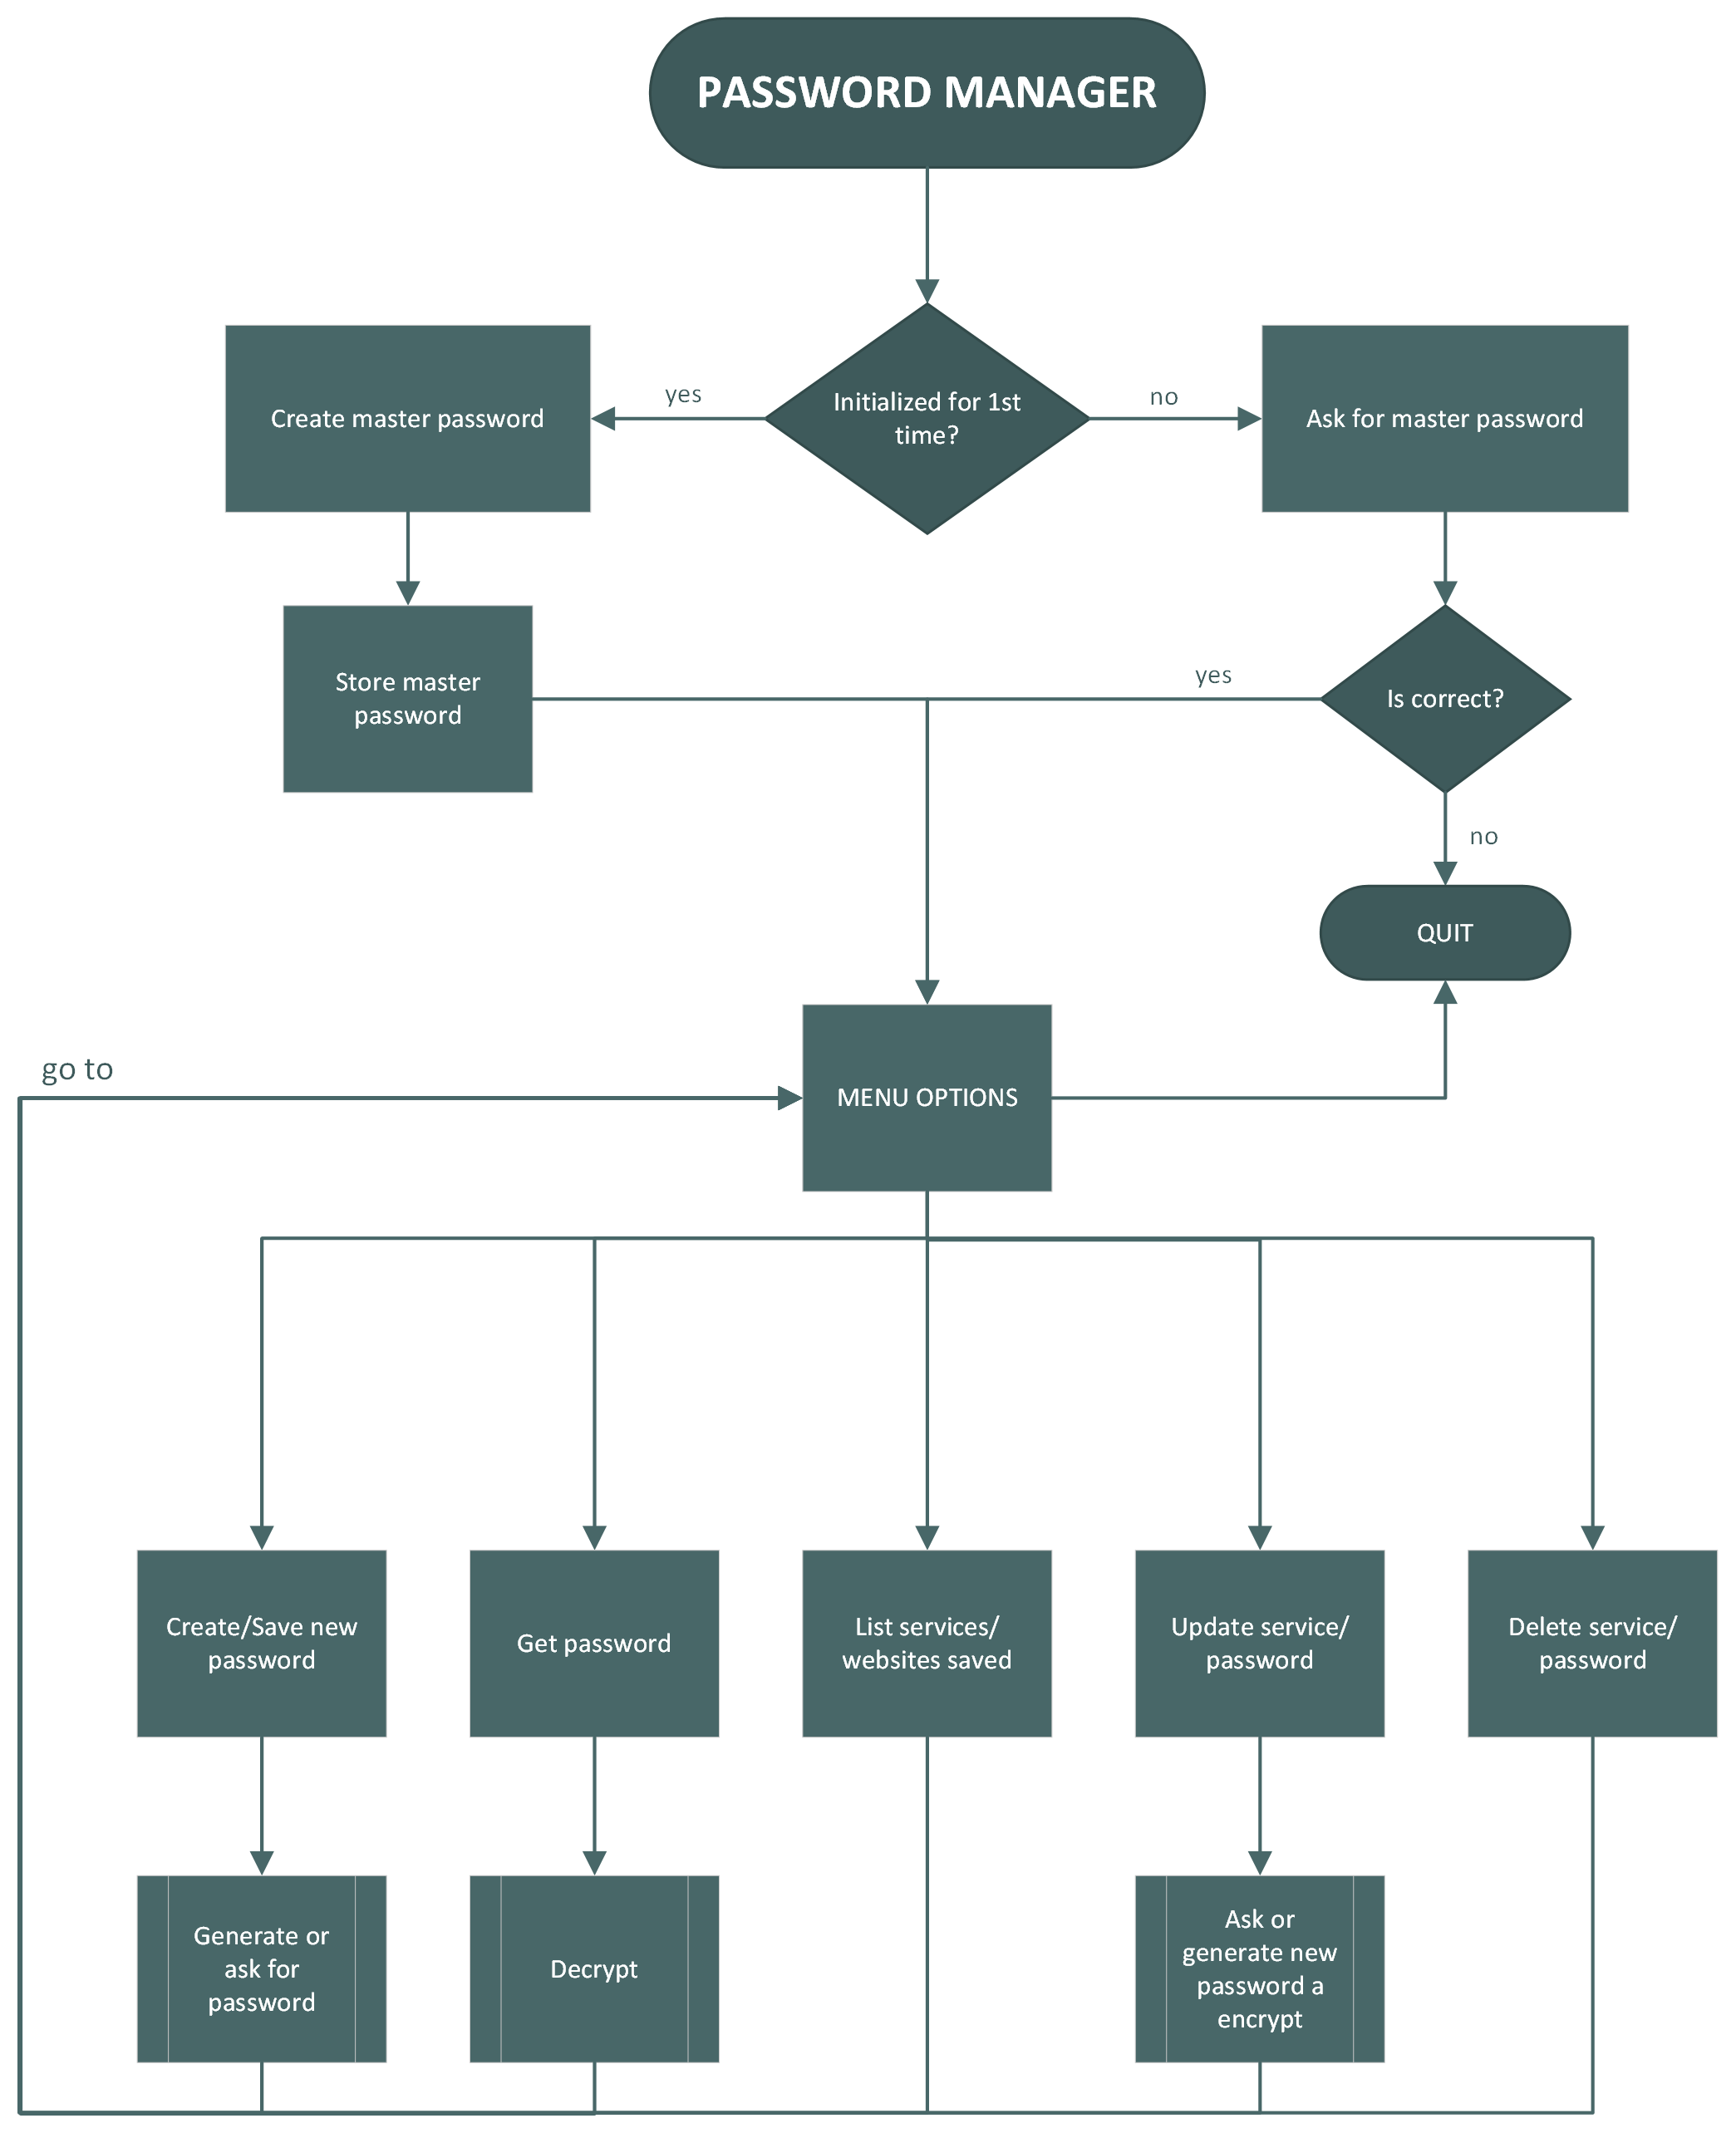 PASSWORD MANAGER
Initialized for 1st
time?
yes
no
Create master password
Ask for master password
Store master
password
yes
Is correct?
no
QUIT
go to
MENU OPTIONS
Create/Save new
password
Get password
List services/
websites saved
Update service/
password
Delete service/
password
Generate or
ask for
password
Decrypt
Ask or
generate new
password a
encrypt